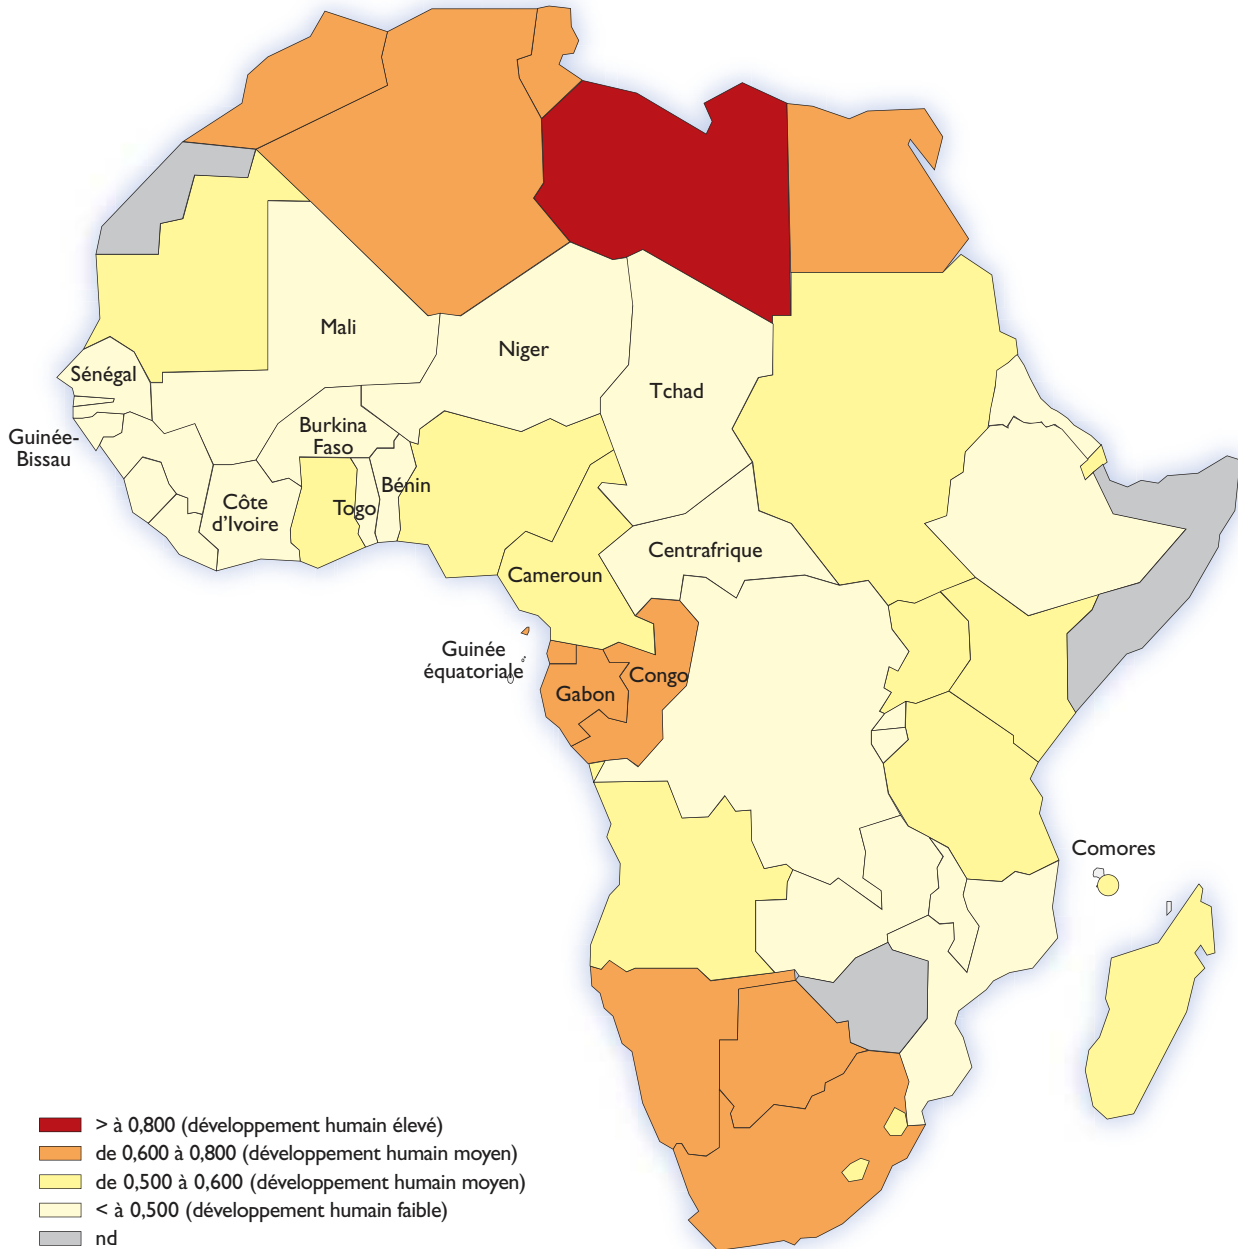 Mali
Niger
Sénégal
Tchad
Burkina
Faso
Guinée-
Bissau
Bénin
Côte
d'Ivoire
Togo
Centrafrique
Cameroun
Guinée
équatoriale
Congo
Gabon
Comores
> à 0,800 (développement humain élevé)
de 0,600 à 0,800 (développement humain moyen)
de 0,500 à 0,600 (développement humain moyen)
< à 0,500 (développement humain faible)
nd